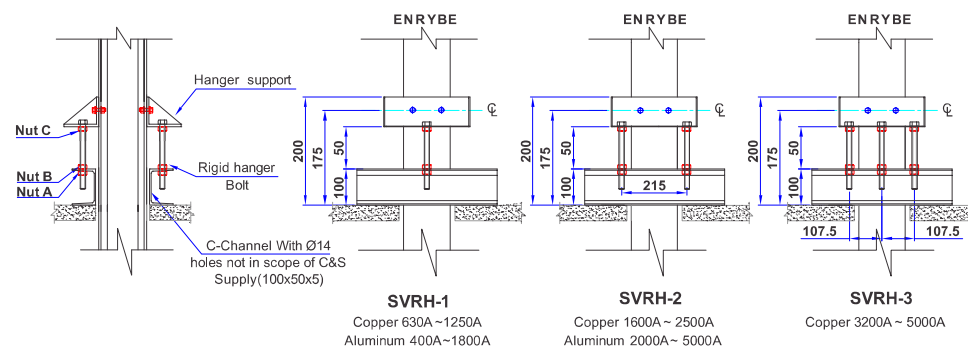 Hanger support
Nut C
Nut B
Nut A
Rigid hanger
Bolt
C-Channel With Ø14
holes not in scope of C&S
Supply(100x50x5)
ENRYBE
200
175
50
100
℄
SVRH-1
Copper 630A~1250A
Aluminum 400A~1800A
ENRYBE
200
175
50
100
215
℄
SVRH-2
Copper 1600A~ 2500A
Aluminum 2000A~ 5000A
ENRYBE
200
175
50
100
℄
107.5
107.5
SVRH-3
Copper 3200A~ 5000A